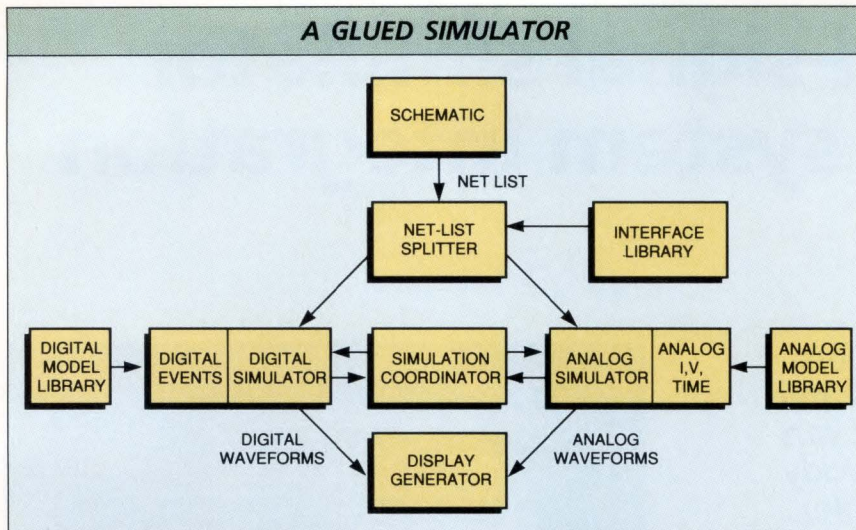 A GLUED SIMULATOR
SCHEMATIC
NET LIST
NET-LIST
SPLITTER
INTERFACE
LIBRARY
DIGITAL
MODEL
LIBRARY
DIGITAL
EVENTS
DIGITAL
SIMULATOR
SIMULATION
COORDINATOR
ANALOG
SIMULATOR
ANALOG
I,V,
TIME
ANALOG
MODEL
LIBRARY
DIGITAL
WAVEFORMS
DISPLAY
GENERATOR
ANALOG
WAVEFORMS